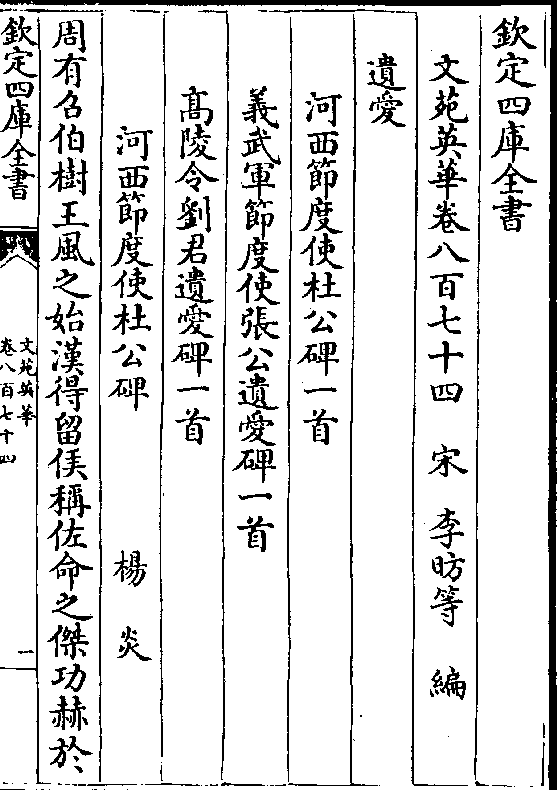 欽定四庫全書
文苑英華卷八百七十四　宋　李昉等　編
遺愛
河西節度使杜公碑一首
義武軍節度使張公遺愛碑一首
髙陵令劉君遺愛碑一首
河西節度使杜公碑　楊炎
周有召伯樹王風之始漢得留侯稱佐命之傑功赫於
欽定四庫全書
文苑英華
卷八百七十四
一